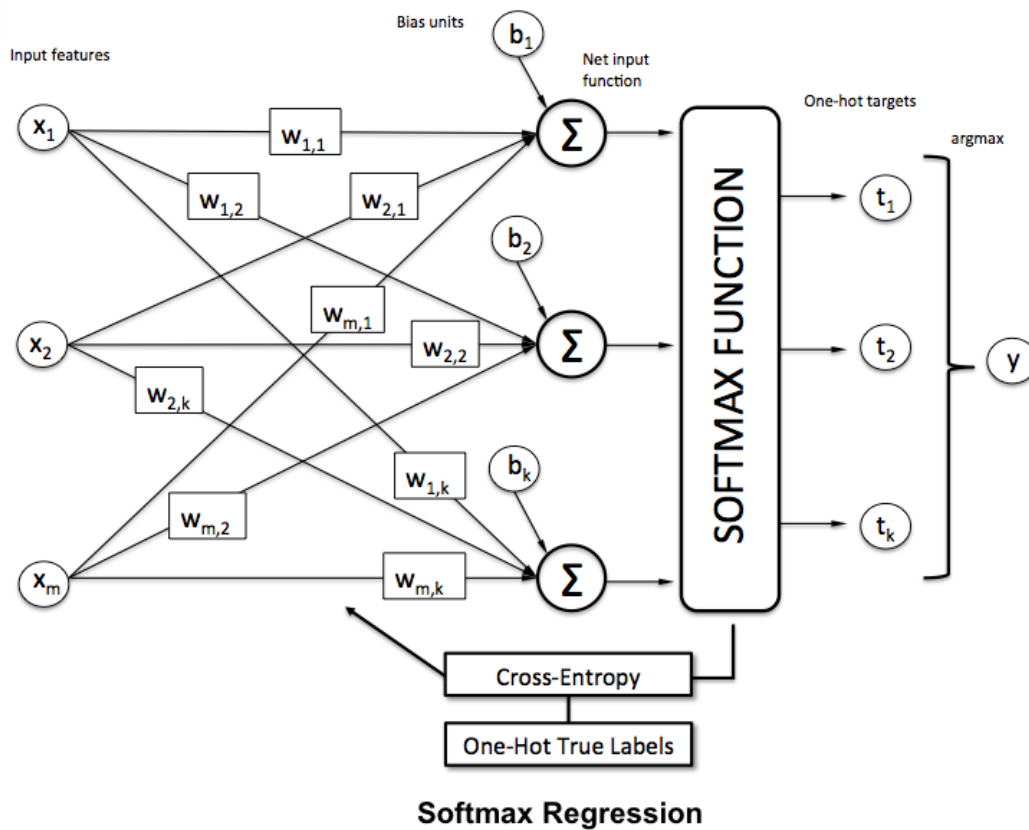 Bias units
b1
Input features
Net input
function
One-hot targets
x1
w1,1
Σ
argmax
w1,2
w2,1
t1
b2
wm,1
x2
w2,2
Σ
SOFTMAX FUNCTION
t2
y
w2,k
bk
w1,k
wm,2
tk
xm
wm,k
Σ
Cross-Entropy
One-Hot True Labels
Softmax Regression